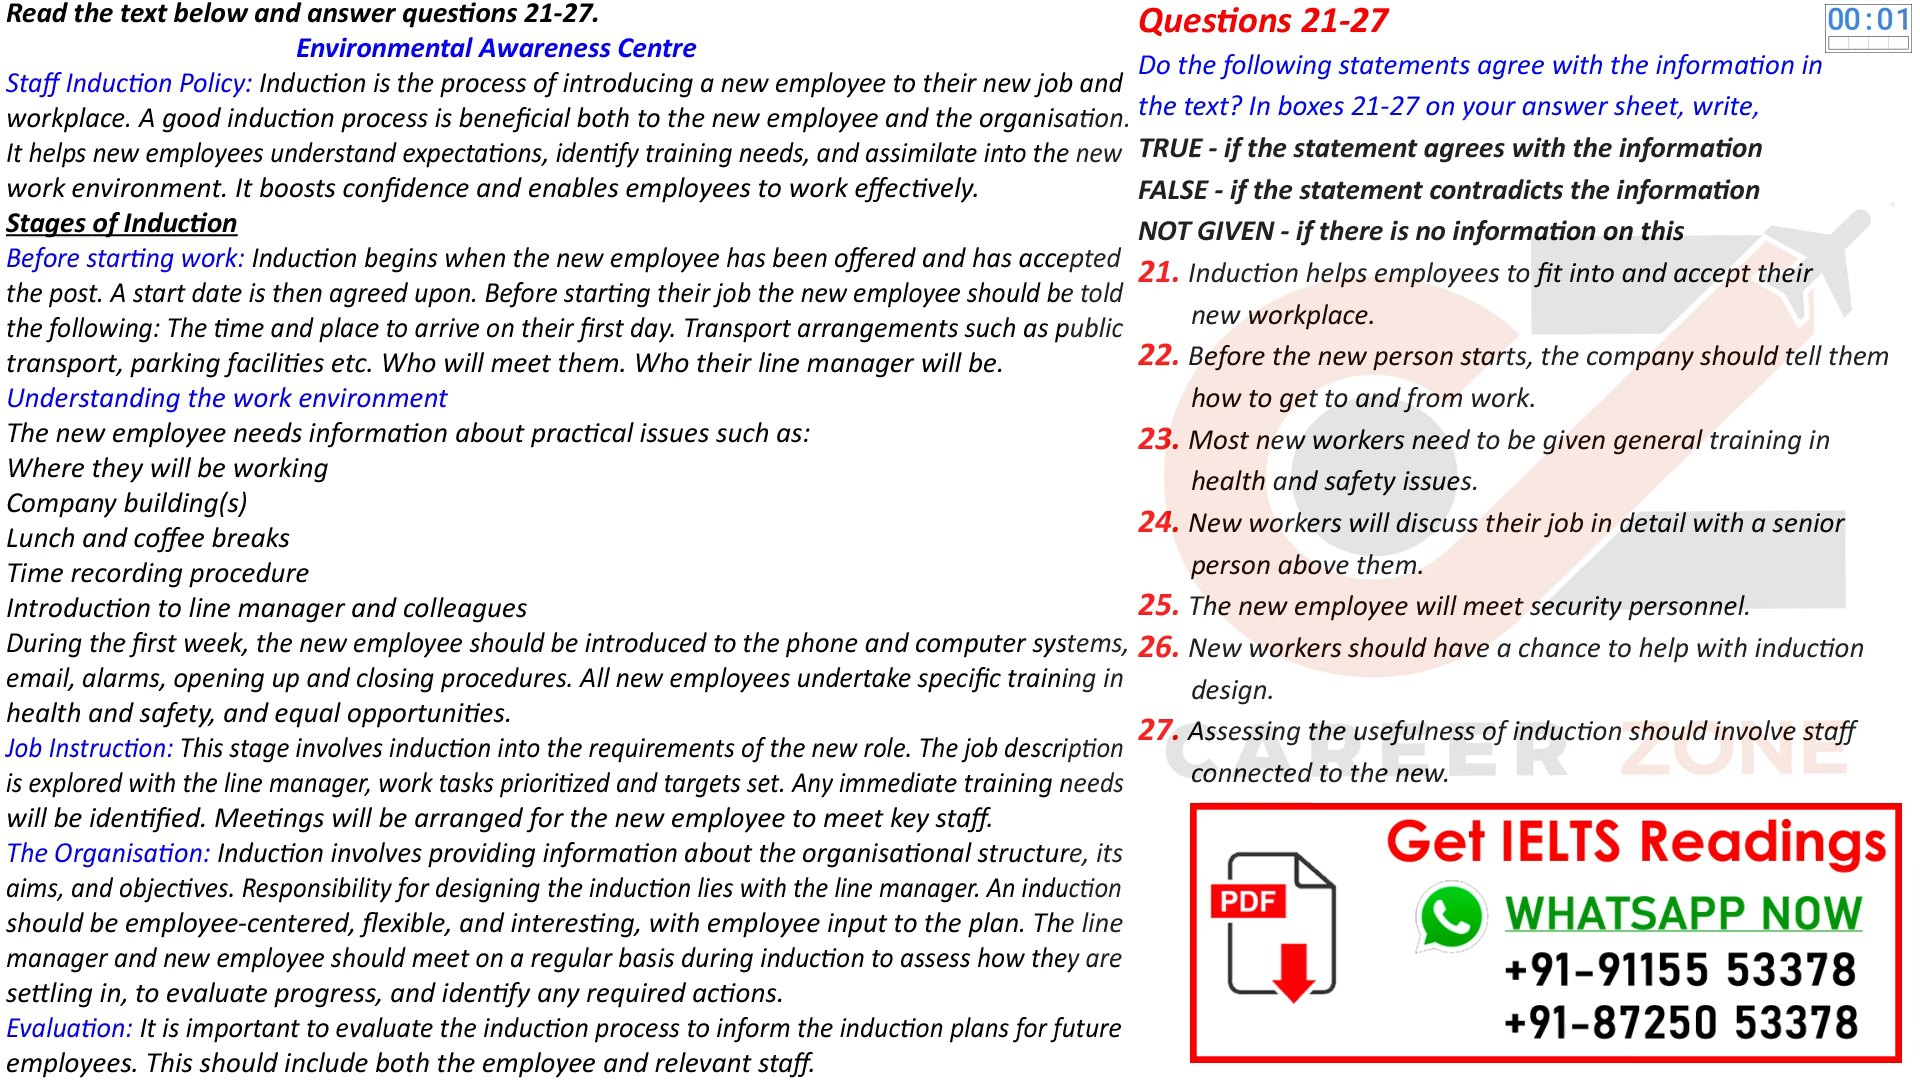 Read the text below and answer questions 21-27.
Environmental Awareness Centre
Staff Induction Policy: Induction is the process of introducing a new employee to their new job and
workplace. A good induction process is beneficial both to the new employee and the organisation.
It helps new employees understand expectations, identify training needs, and assimilate into the new
work environment. It boosts confidence and enables employees to work effectively.
Stages of Induction
Before starting work: Induction begins when the new employee has been offered and has accepted
the post. A start date is then agreed upon. Before starting their job the new employee should be told
the following: The time and place to arrive on their first day. Transport arrangements such as public
transport, parking facilities etc. Who will meet them. Who their line manager will be.
Understanding the work environment
The new employee needs information about practical issues such as:
Where they will be working
Company building(s)
Lunch and coffee breaks
Time recording procedure
Introduction to line manager and colleagues
During the first week, the new employee should be introduced to the phone and computer systems,
email, alarms, opening up and closing procedures. All new employees undertake specific training in
health and safety, and equal opportunities.
Job Instruction: This stage involves induction into the requirements of the new role. The job description
is explored with the line manager, work tasks prioritized and targets set. Any immediate training needs
will be identified. Meetings will be arranged for the new employee to meet key staff.
The Organisation: Induction involves providing information about the organisational structure, its
aims, and objectives. Responsibility for designing the induction lies with the line manager. An induction
should be employee-centered, flexible, and interesting, with employee input to the plan. The line
manager and new employee should meet on a regular basis during induction to assess how they are
settling in, to evaluate progress, and identify any required actions.
Evaluation: It is important to evaluate the induction process to inform the induction plans for future
employees. This should include both the employee and relevant staff.
Questions 21-27
00:01
Do the following statements agree with the information in
the text? In boxes 21-27 on your answer sheet, write,
TRUE - if the statement agrees with the information
FALSE - if the statement contradicts the information
NOT GIVEN - if there is no information on this
21. Induction helps employees to fit into and accept their
new workplace.
22. Before the new person starts, the company should tell them
how to get to and from work.
23. Most new workers need to be given general training in
health and safety issues.
24. New workers will discuss their job in detail with a senior
person above them.
25. The new employee will meet security personnel.
26. New workers should have a chance to help with induction
design.
27. Assessing the usefulness of induction should involve staff
connected to the new.
CAREER ZONE
Get IELTS Readings
PDF
WHATSAPP NOW
+91-91155 53378
+91-87250 53378